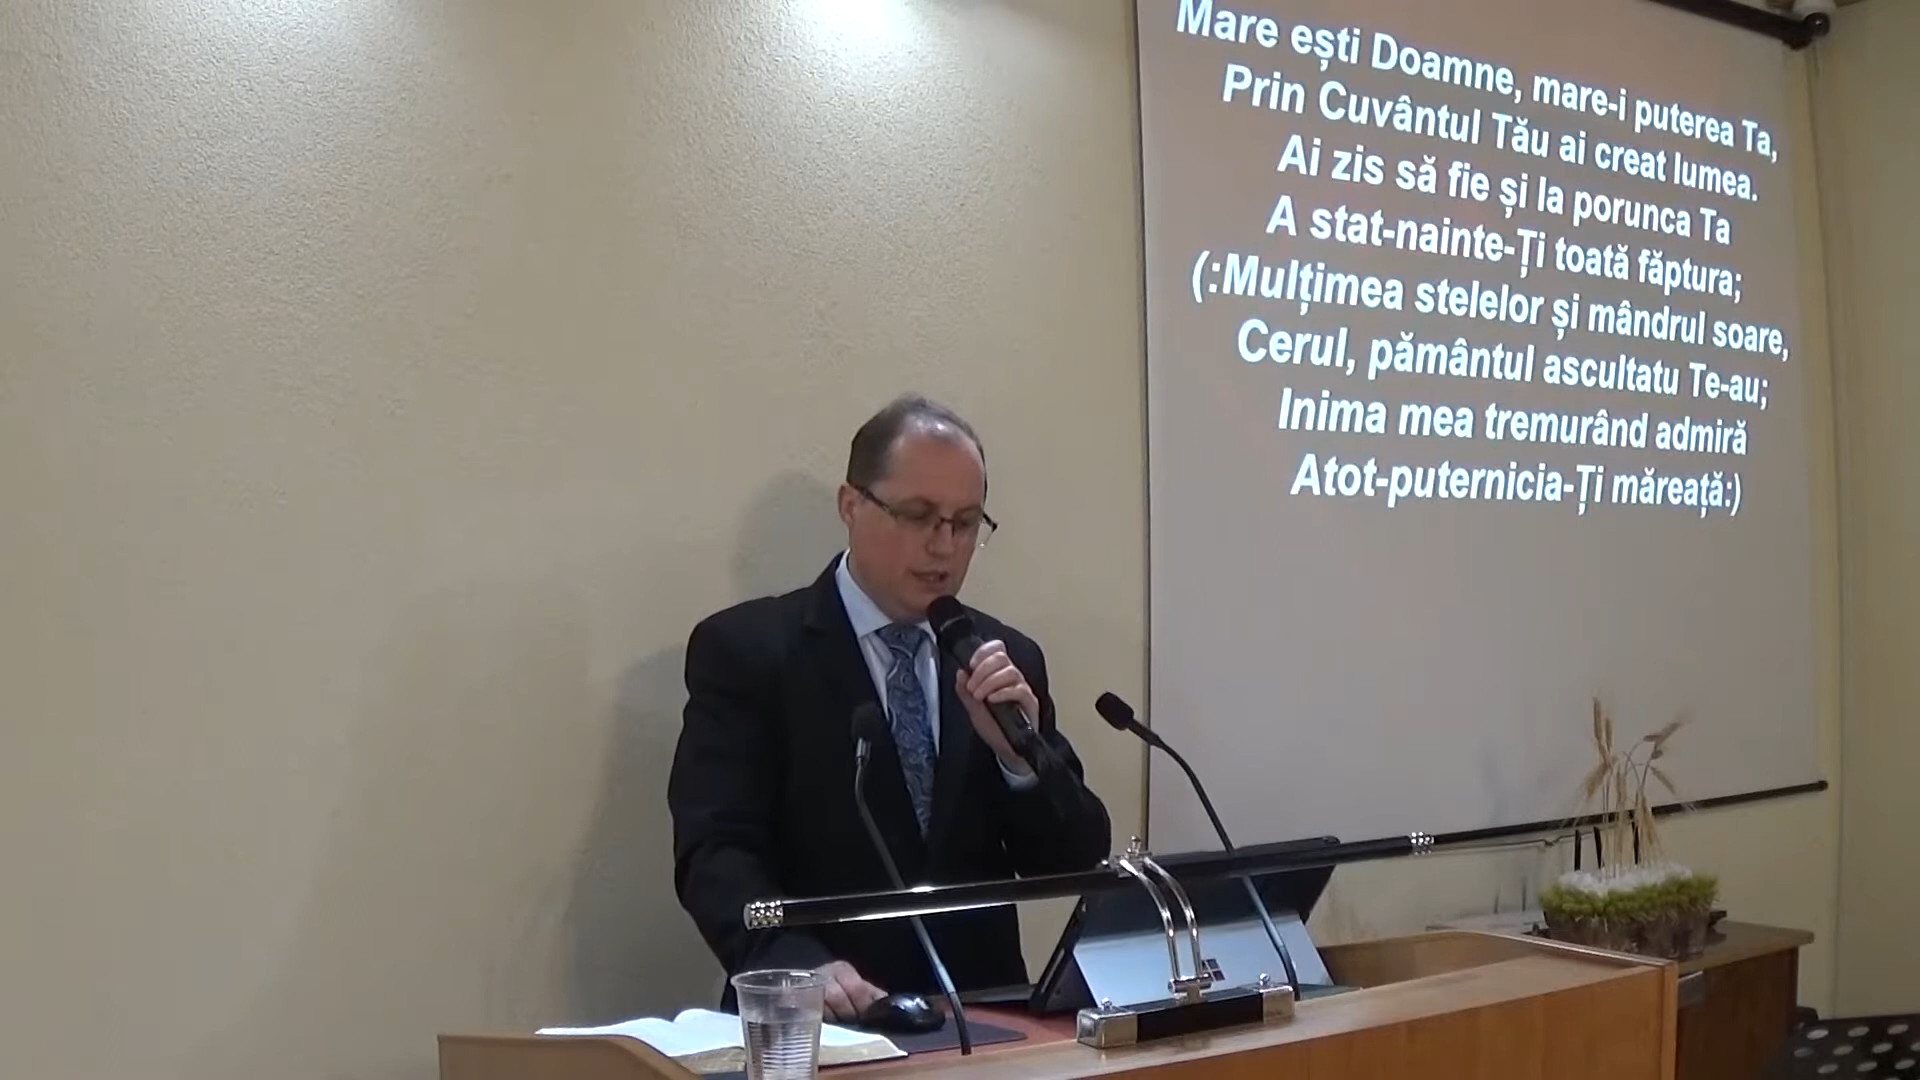 Mare ești Doamne, mare-i puterea Ta,
Prin Cuvântul Tău ai creat lumea.
Ai zis să fie și la porunca Ta
A stat-nainte-Ți toată făptura;
(:Mulțimea stelelor și mândrul soare,
Cerul, pământul ascultatu Te-au;
Inima mea tremurând admiră
Atot-puternicia-Ți măreață:)